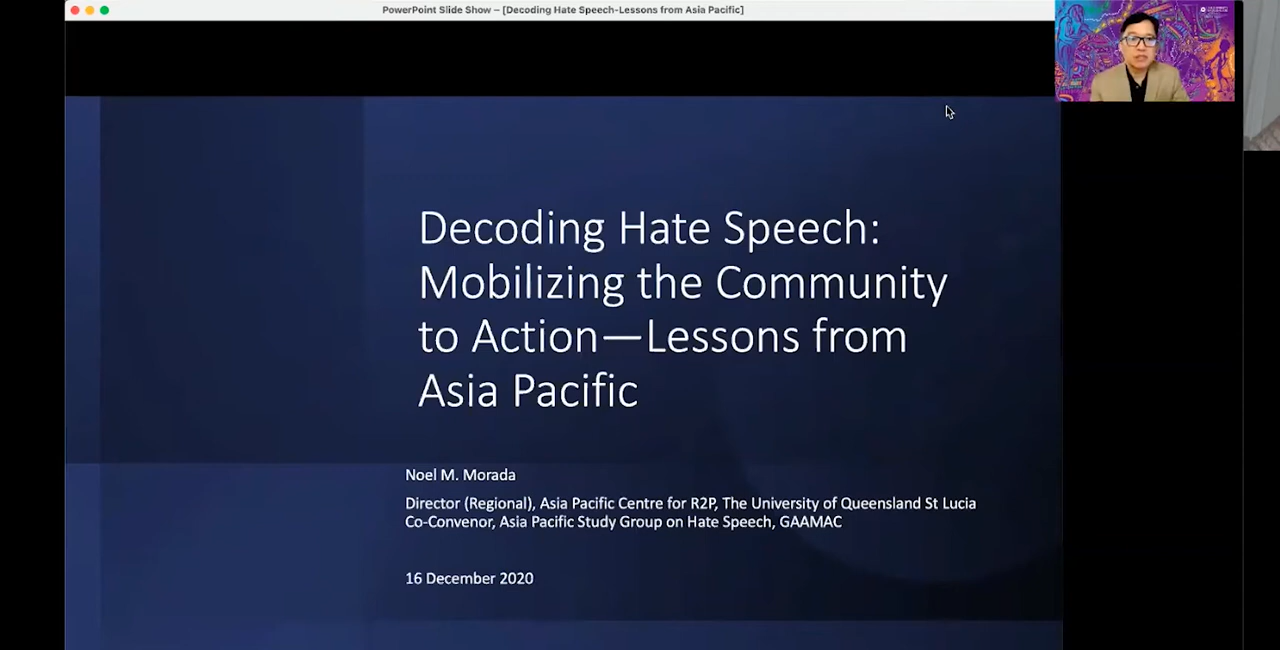 PowerPoint Slide Show – [Decoding Hate Speech-Lessons from Asia Pacific]
Decoding Hate Speech:
Mobilizing the Community
to Action—Lessons from
Asia Pacific
Noel M. Morada
Director (Regional), Asia Pacific Centre for R2P, The University of Queensland St Lucia
Co-Convenor, Asia Pacific Study Group on Hate Speech, GAAMAC
16 December 2020